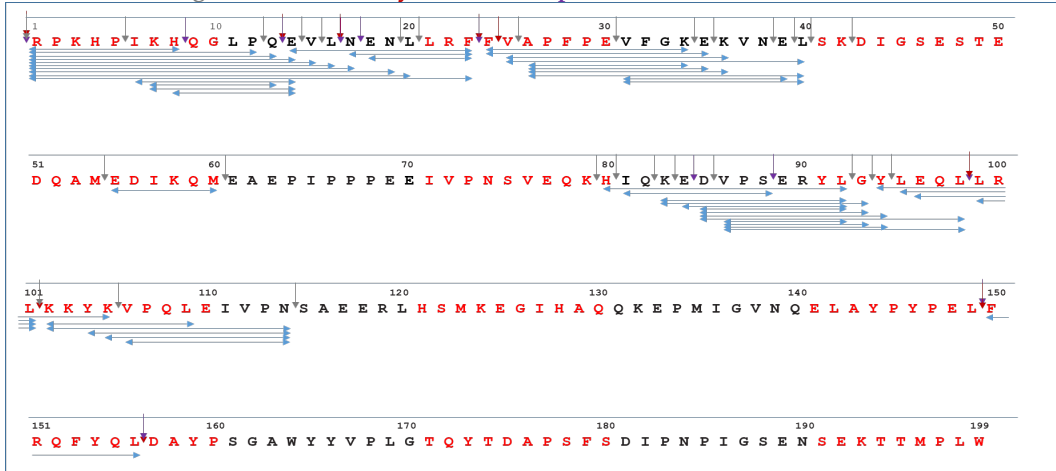 1 10 20 30 40 50
R P K H P I K H Q G L P Q E V L N E N L L R F F V A P F P E V F G K E K V N E L S K D I G S E S T E
51 60 70 80 90 100
D Q A M E D I K Q M E A E P I P P P E E I V P N S V E Q K H I Q K E D V P S E R Y L G Y L E Q L L R
101 110 120 130 140 150
L K K Y K V P Q L E I V P N S A E E R L H S M K E G I H A Q Q K E P M I G V N Q E L A Y P Y P E L F
151 160 170 180 190 199
R Q F Y Q L D A Y P S G A W Y Y V P L G T Q Y T D A P S F S D I P N P I G S E N S E K T T M P L W